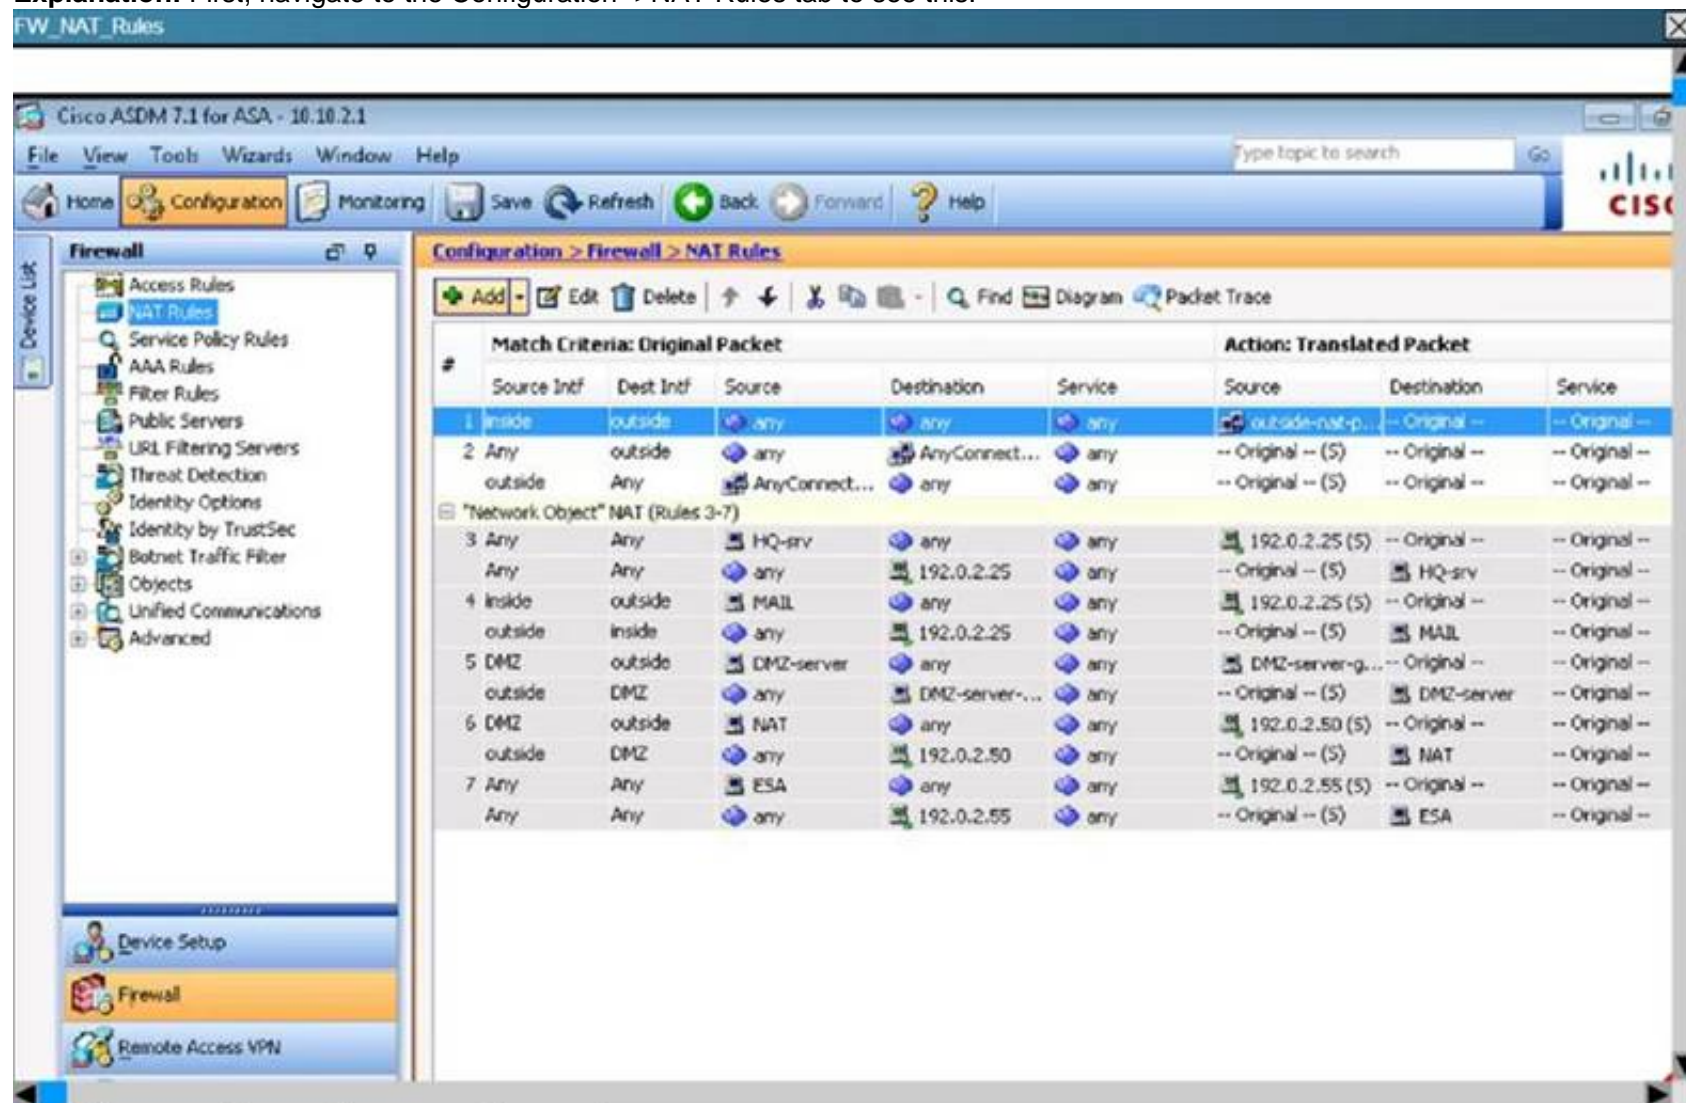 Explanation: First, navigate to the Configuration -> NAT Rules tab to see this:
FW_NAT_Rules
Cisco ASDM 7.1 for ASA - 10.10.2.1
File View Tools Wizards Window Help
Type topic to search Go
Home Configuration Monitoring Save Refresh Back Forward Help
CISC
Device List
Firewall
Access Rules
NAT Rules
Service Policy Rules
AAA Rules
Filter Rules
Public Servers
URL Filtering Servers
Threat Detection
Identity Options
Identity by TrustSec
Botnet Traffic Filter
Objects
Unified Communications
Advanced
Device Setup
Firewall
Remote Access VPN
Configuration > Firewall > NAT Rules
Add Edit Delete Find Diagram Packet Trace
# Match Criteria: Original Packet Action: Translated Packet
Source Intf Dest Intf Source Destination Service Source Destination Service
1 inside outside any any any outside-nat-p... -- Original -- -- Original --
2 Any outside any AnyConnect... any -- Original -- (S) -- Original -- -- Original --
outside Any AnyConnect... any any -- Original -- (S) -- Original -- -- Original --
"Network Object" NAT (Rules 3-7)
3 Any Any HQ-srv any any 192.0.2.25 (S) -- Original -- -- Original --
Any Any any 192.0.2.25 any -- Original -- (S) HQ-srv -- Original --
4 inside outside MAIL any any 192.0.2.25 (S) -- Original -- -- Original --
outside inside any 192.0.2.25 any -- Original -- (S) MAIL -- Original --
5 DMZ outside DMZ-server any any DMZ-server-g... -- Original -- -- Original --
outside DMZ any DMZ-server-... any -- Original -- (S) DMZ-server -- Original --
6 DMZ outside NAT any any 192.0.2.50 (S) -- Original -- -- Original --
outside DMZ any 192.0.2.50 any -- Original -- (S) NAT -- Original --
7 Any Any ESA any any 192.0.2.55 (S) -- Original -- -- Original --
Any Any any 192.0.2.55 any -- Original -- (S) ESA -- Original --